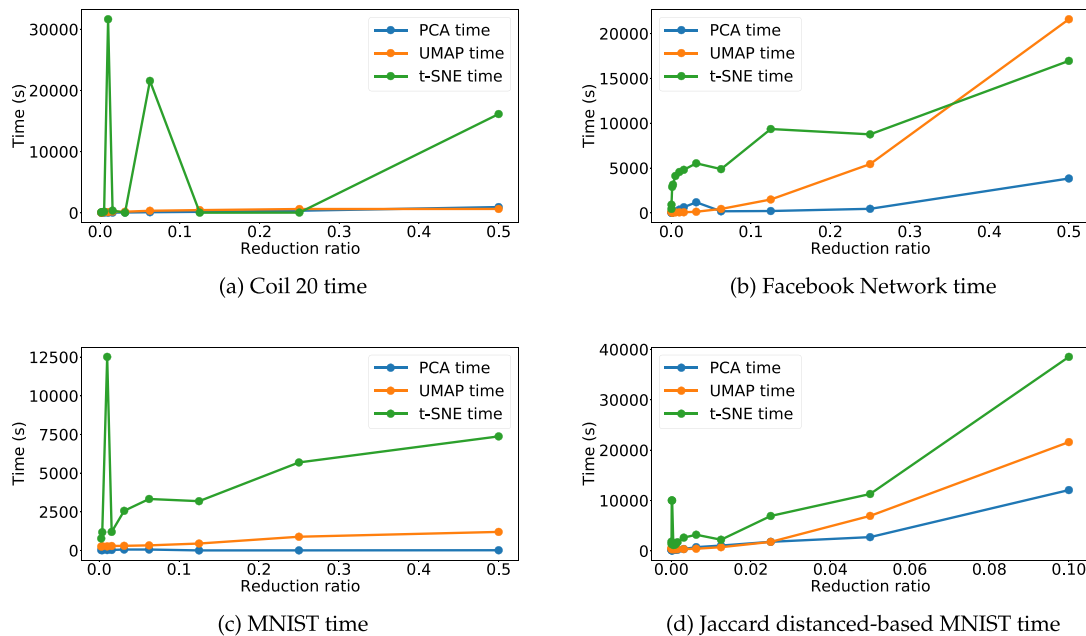 30000
20000
10000
0
Time (s)
PCA time
UMAP time
t-SNE time
0.0 0.1 0.2 0.3 0.4 0.5
Reduction ratio
(a) Coil 20 time
20000
15000
10000
5000
0
Time (s)
PCA time
UMAP time
t-SNE time
0.0 0.1 0.2 0.3 0.4 0.5
Reduction ratio
(b) Facebook Network time
12500
10000
7500
5000
2500
0
Time (s)
PCA time
UMAP time
t-SNE time
0.0 0.1 0.2 0.3 0.4 0.5
Reduction ratio
(c) MNIST time
40000
30000
20000
10000
0
Time (s)
PCA time
UMAP time
t-SNE time
0.00 0.02 0.04 0.06 0.08 0.10
Reduction ratio
(d) Jaccard distanced-based MNIST time